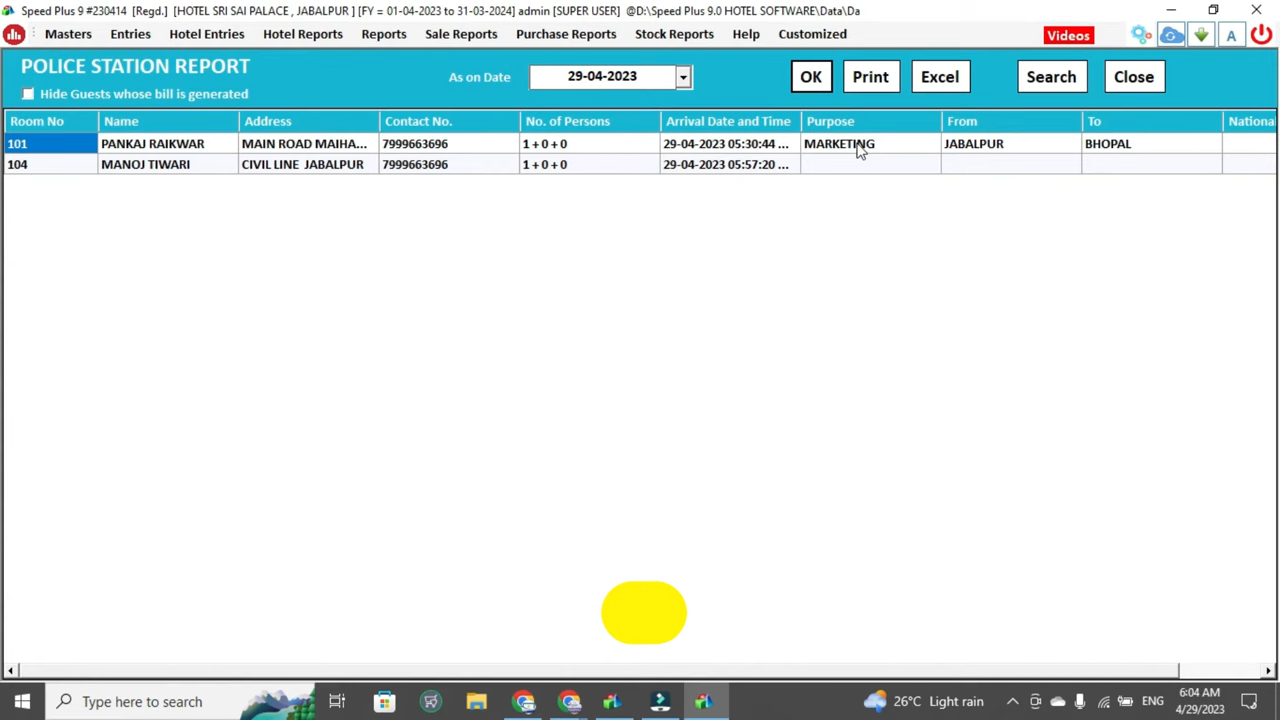 Speed Plus 9 #230414 [Regd.] [HOTEL SRI SAI PALACE , JABALPUR ] [FY = 01-04-2023 to 31-03-2024] admin [SUPER USER] @D:\Speed Plus 9.0 HOTEL SOFTWARE\Data\Da
Masters Entries Hotel Entries Hotel Reports Reports Sale Reports Purchase Reports Stock Reports Help Customized Videos A
POLICE STATION REPORT
As on Date 29-04-2023 OK Print Excel Search Close
Hide Guests whose bill is generated
Room No Name Address Contact No. No. of Persons Arrival Date and Time Purpose From To National
101 PANKAJ RAIKWAR MAIN ROAD MAIHA... 7999663696 1 + 0 + 0 29-04-2023 05:30:44 ... MARKETING JABALPUR BHOPAL
104 MANOJ TIWARI CIVIL LINE JABALPUR 7999663696 1 + 0 + 0 29-04-2023 05:57:20 ...
Type here to search 26°C Light rain ENG 6:04 AM
4/29/2023